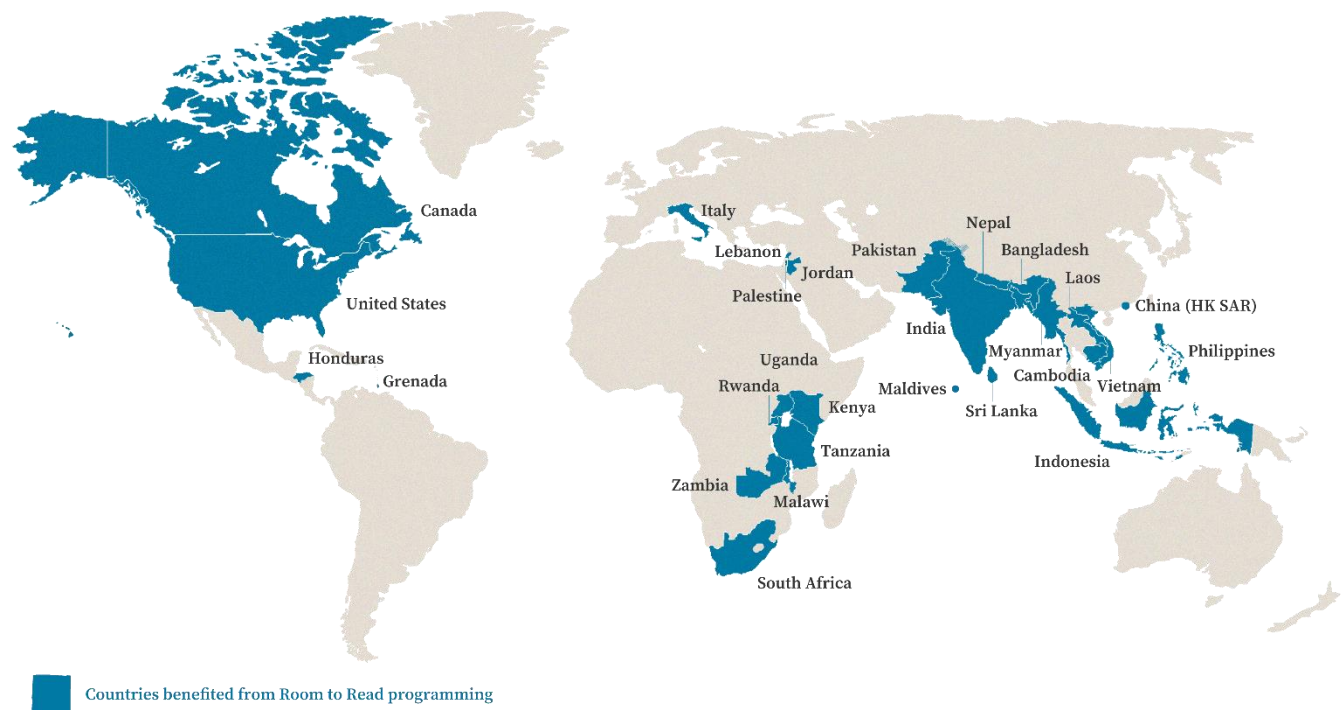 Canada
United States
Honduras
Grenada
Italy
Lebanon
Jordan
Palestine
Pakistan
Nepal
Bangladesh
Laos
China (HK SAR)
India
Myanmar
Cambodia
Vietnam
Philippines
Maldives
Sri Lanka
Indonesia
Uganda
Rwanda
Kenya
Tanzania
Zambia
Malawi
South Africa
Countries benefited from Room to Read programming